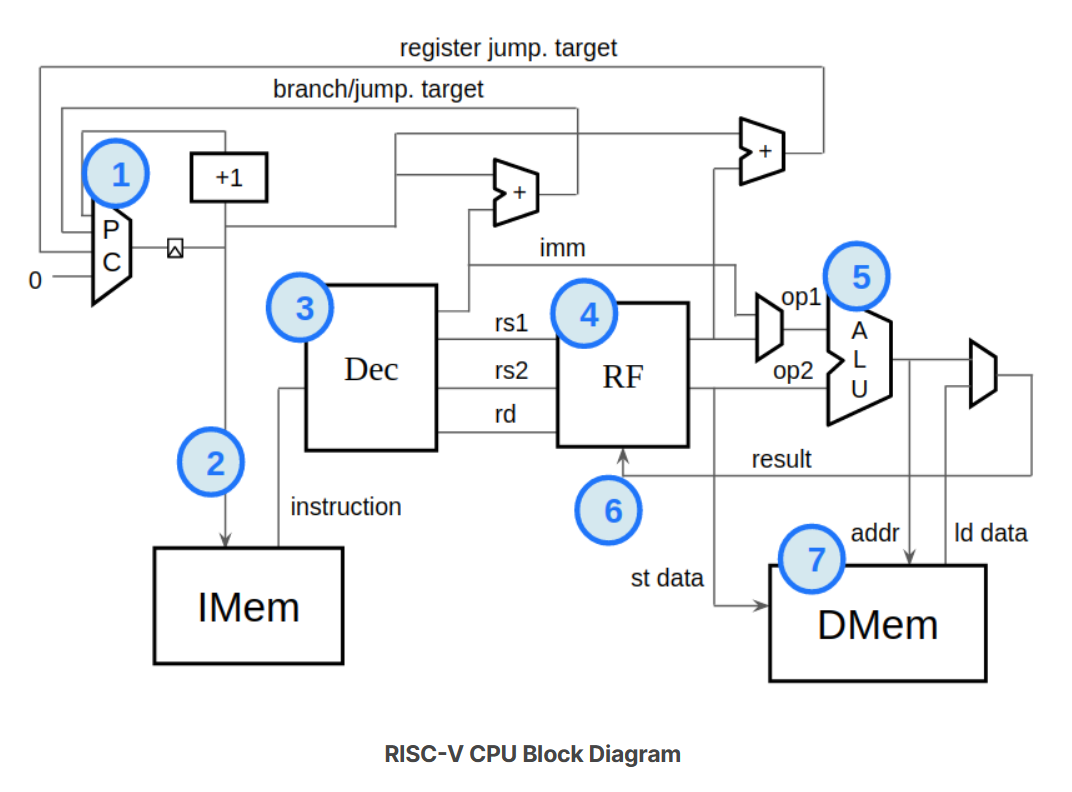 register jump. target
branch/jump. target
1
+1
+
+
P
C
0
imm
3
4
5
op1
rs1
A
L
U
Dec
rs2
RF
op2
rd
2
result
instruction
6
addr
ld data
7
st data
IMem
DMem
RISC-V CPU Block Diagram